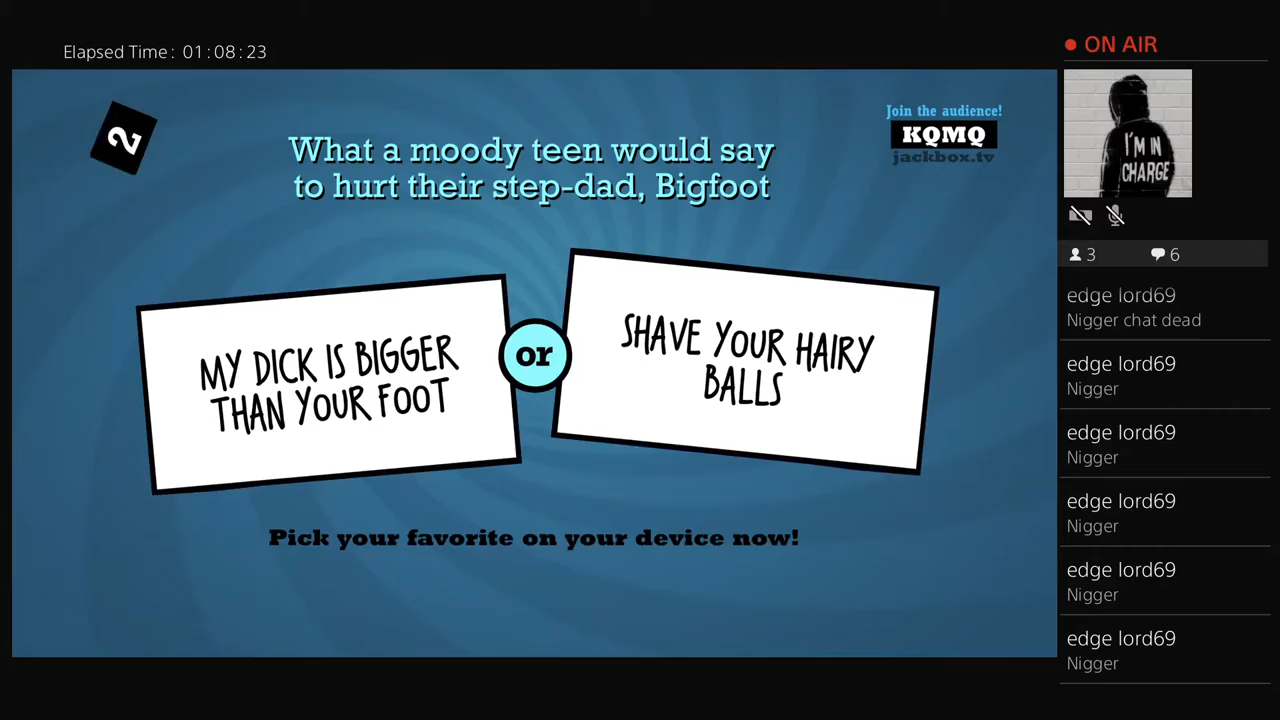 Elapsed Time: 01:08:23
ON AIR
2
What a moody teen would say
to hurt their step-dad, Bigfoot
Join the audience!
KQMQ
jackbox.tv
I'M IN
CHARGE
3 6
MY DICK IS BIGGER
THAN YOUR FOOT
or
SHAVE YOUR HAIRY
BALLS
Pick your favorite on your device now!
edge lord69
Nigger chat dead
edge lord69
Nigger
edge lord69
Nigger
edge lord69
Nigger
edge lord69
Nigger
edge lord69
Nigger